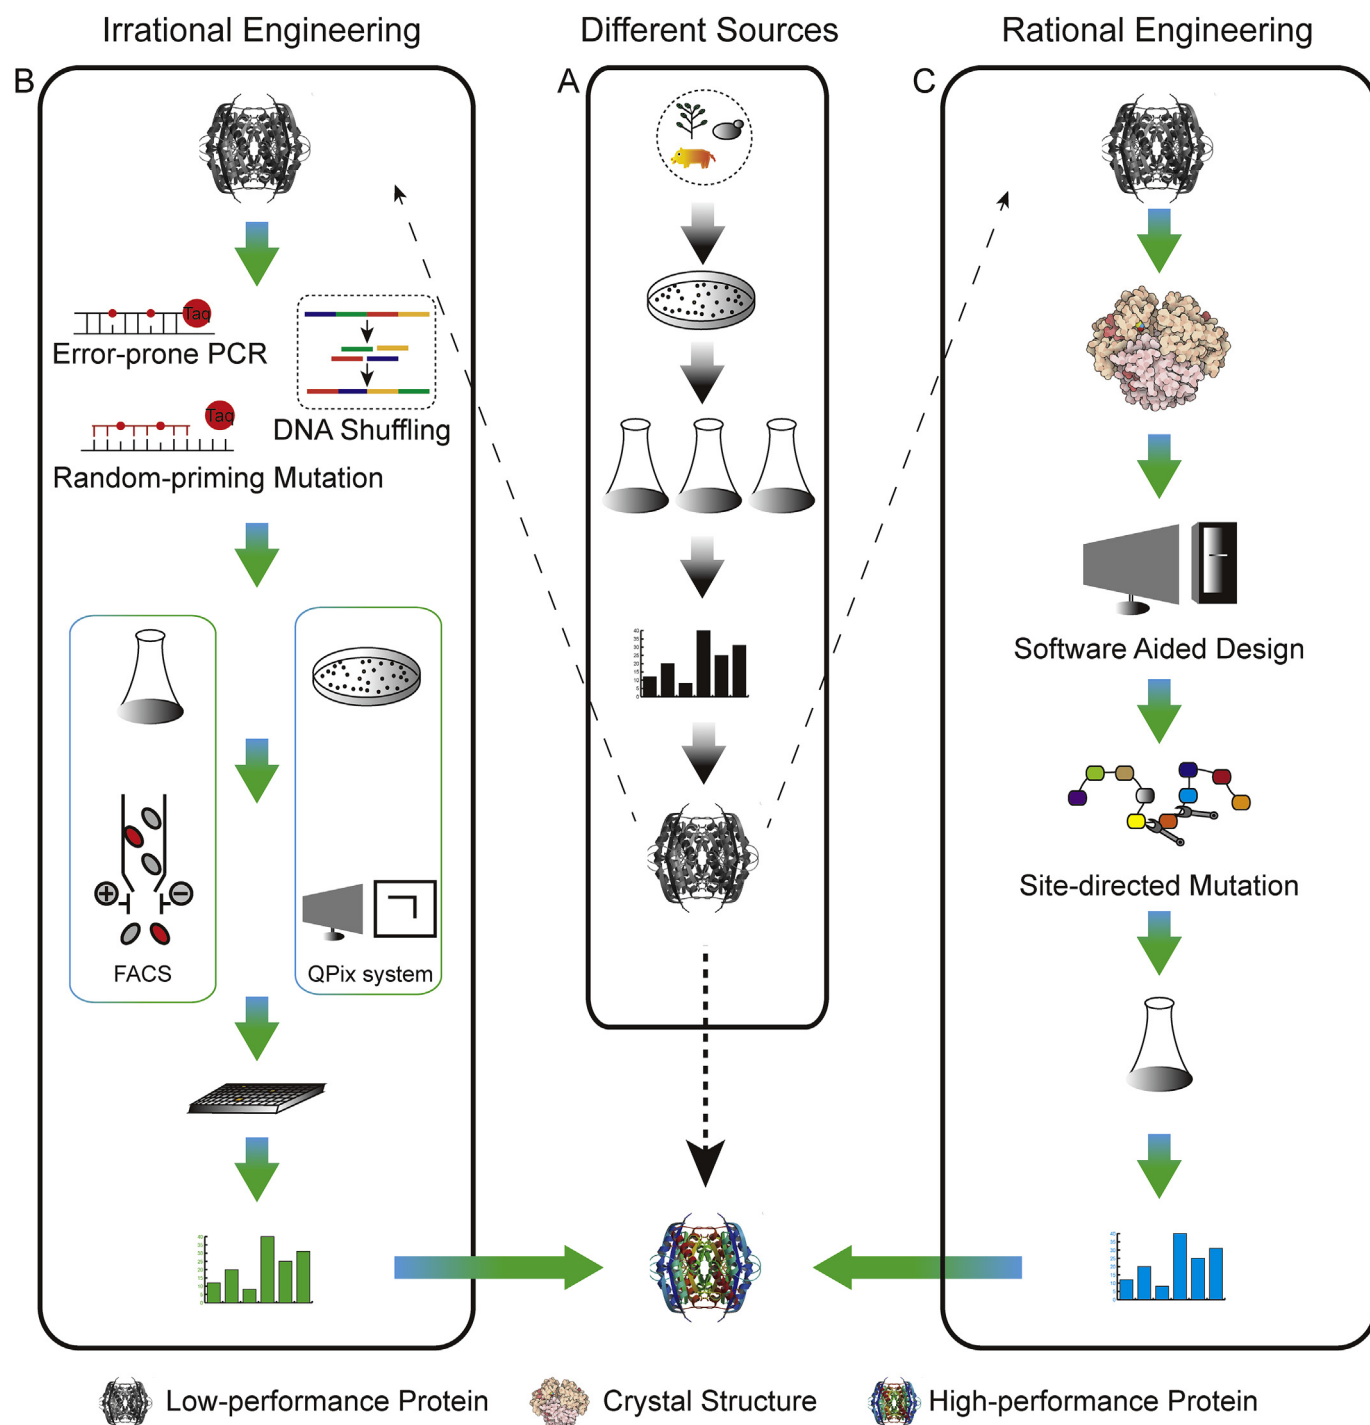 Irrational Engineering
Different Sources
Rational Engineering
B
A
C
Taq
Error-prone PCR
Taq
DNA Shuffling
Random-priming Mutation
Software Aided Design
Site-directed Mutation
FACS
QPix system
Low-performance Protein
Crystal Structure
High-performance Protein